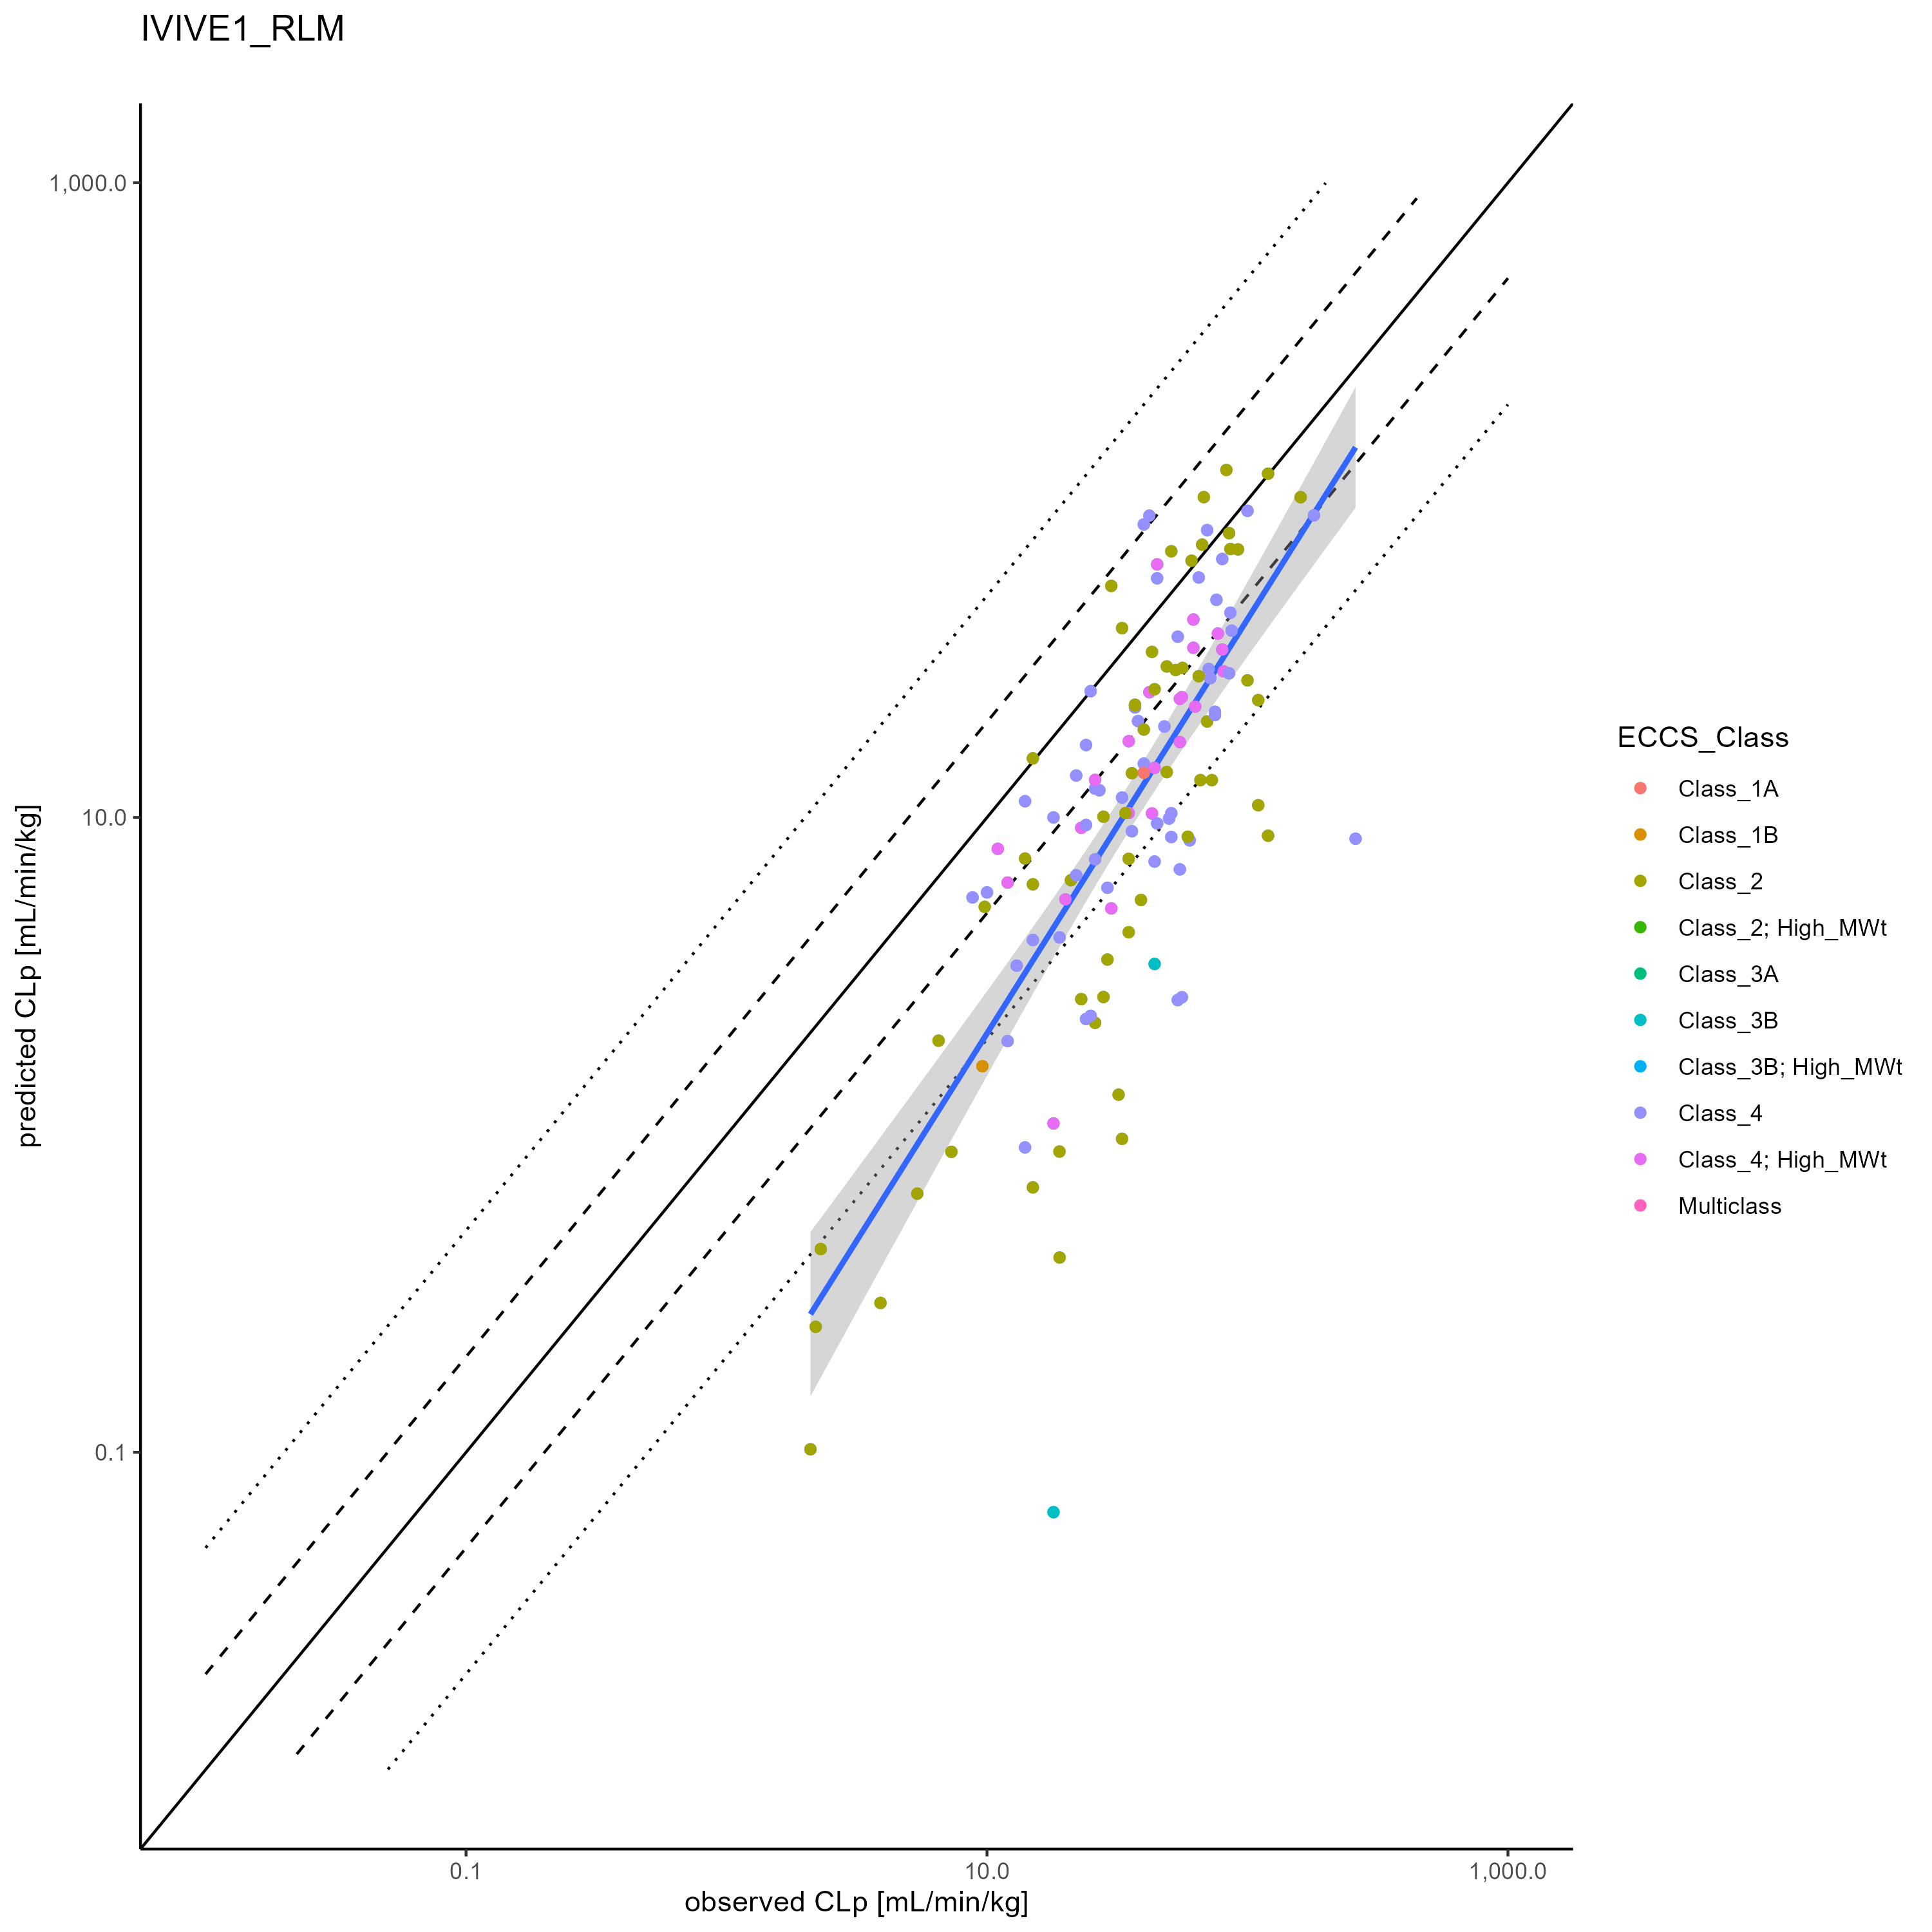 IVIVE1_RLM
predicted CLp [mL/min/kg]
1,000.0
10.0
0.1
0.1
10.0
1,000.0
observed CLp [mL/min/kg]
ECCS_Class
Class_1A
Class_1B
Class_2
Class_2; High_MWt
Class_3A
Class_3B
Class_3B; High_MWt
Class_4
Class_4; High_MWt
Multiclass